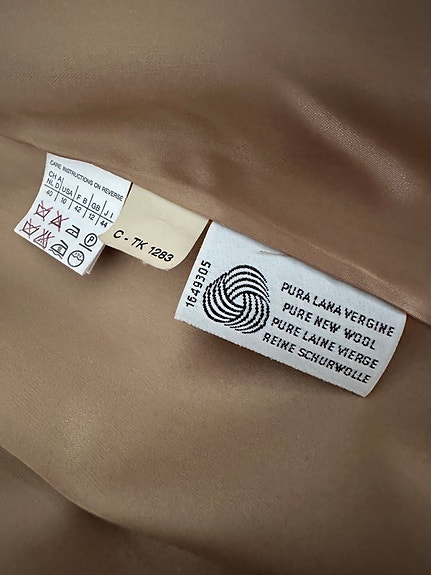 CARE INSTRUCTIONS ON REVERSE
CH A
NL D USA F B GB J I
40 10 42 12 44
P
C - TK 1283
1649305
PURA LANA VERGINE
PURE NEW WOOL
PURE LAINE VIERGE
REINE SCHURWOLLE